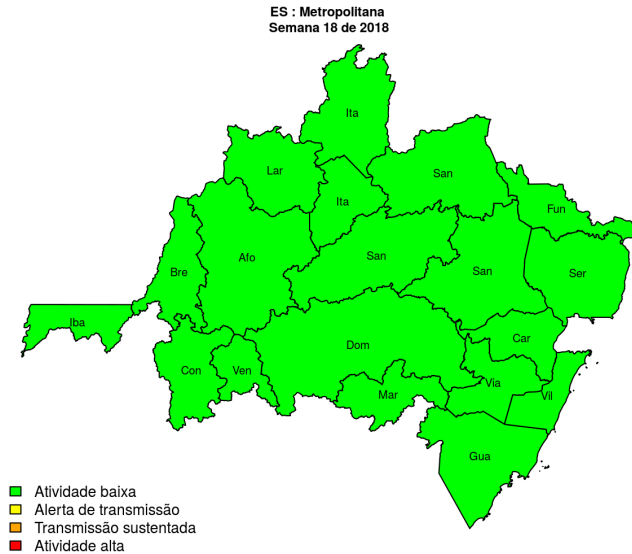 ES : Metropolitana
Semana 18 de 2018
Ita
Lar
San
Ita
Fun
Afo
San
San
Bre
Ser
Iba
Dom
Car
Con
Ven
Mar
Via
Vil
Gua
Atividade baixa
Alerta de transmissão
Transmissão sustentada
Atividade alta